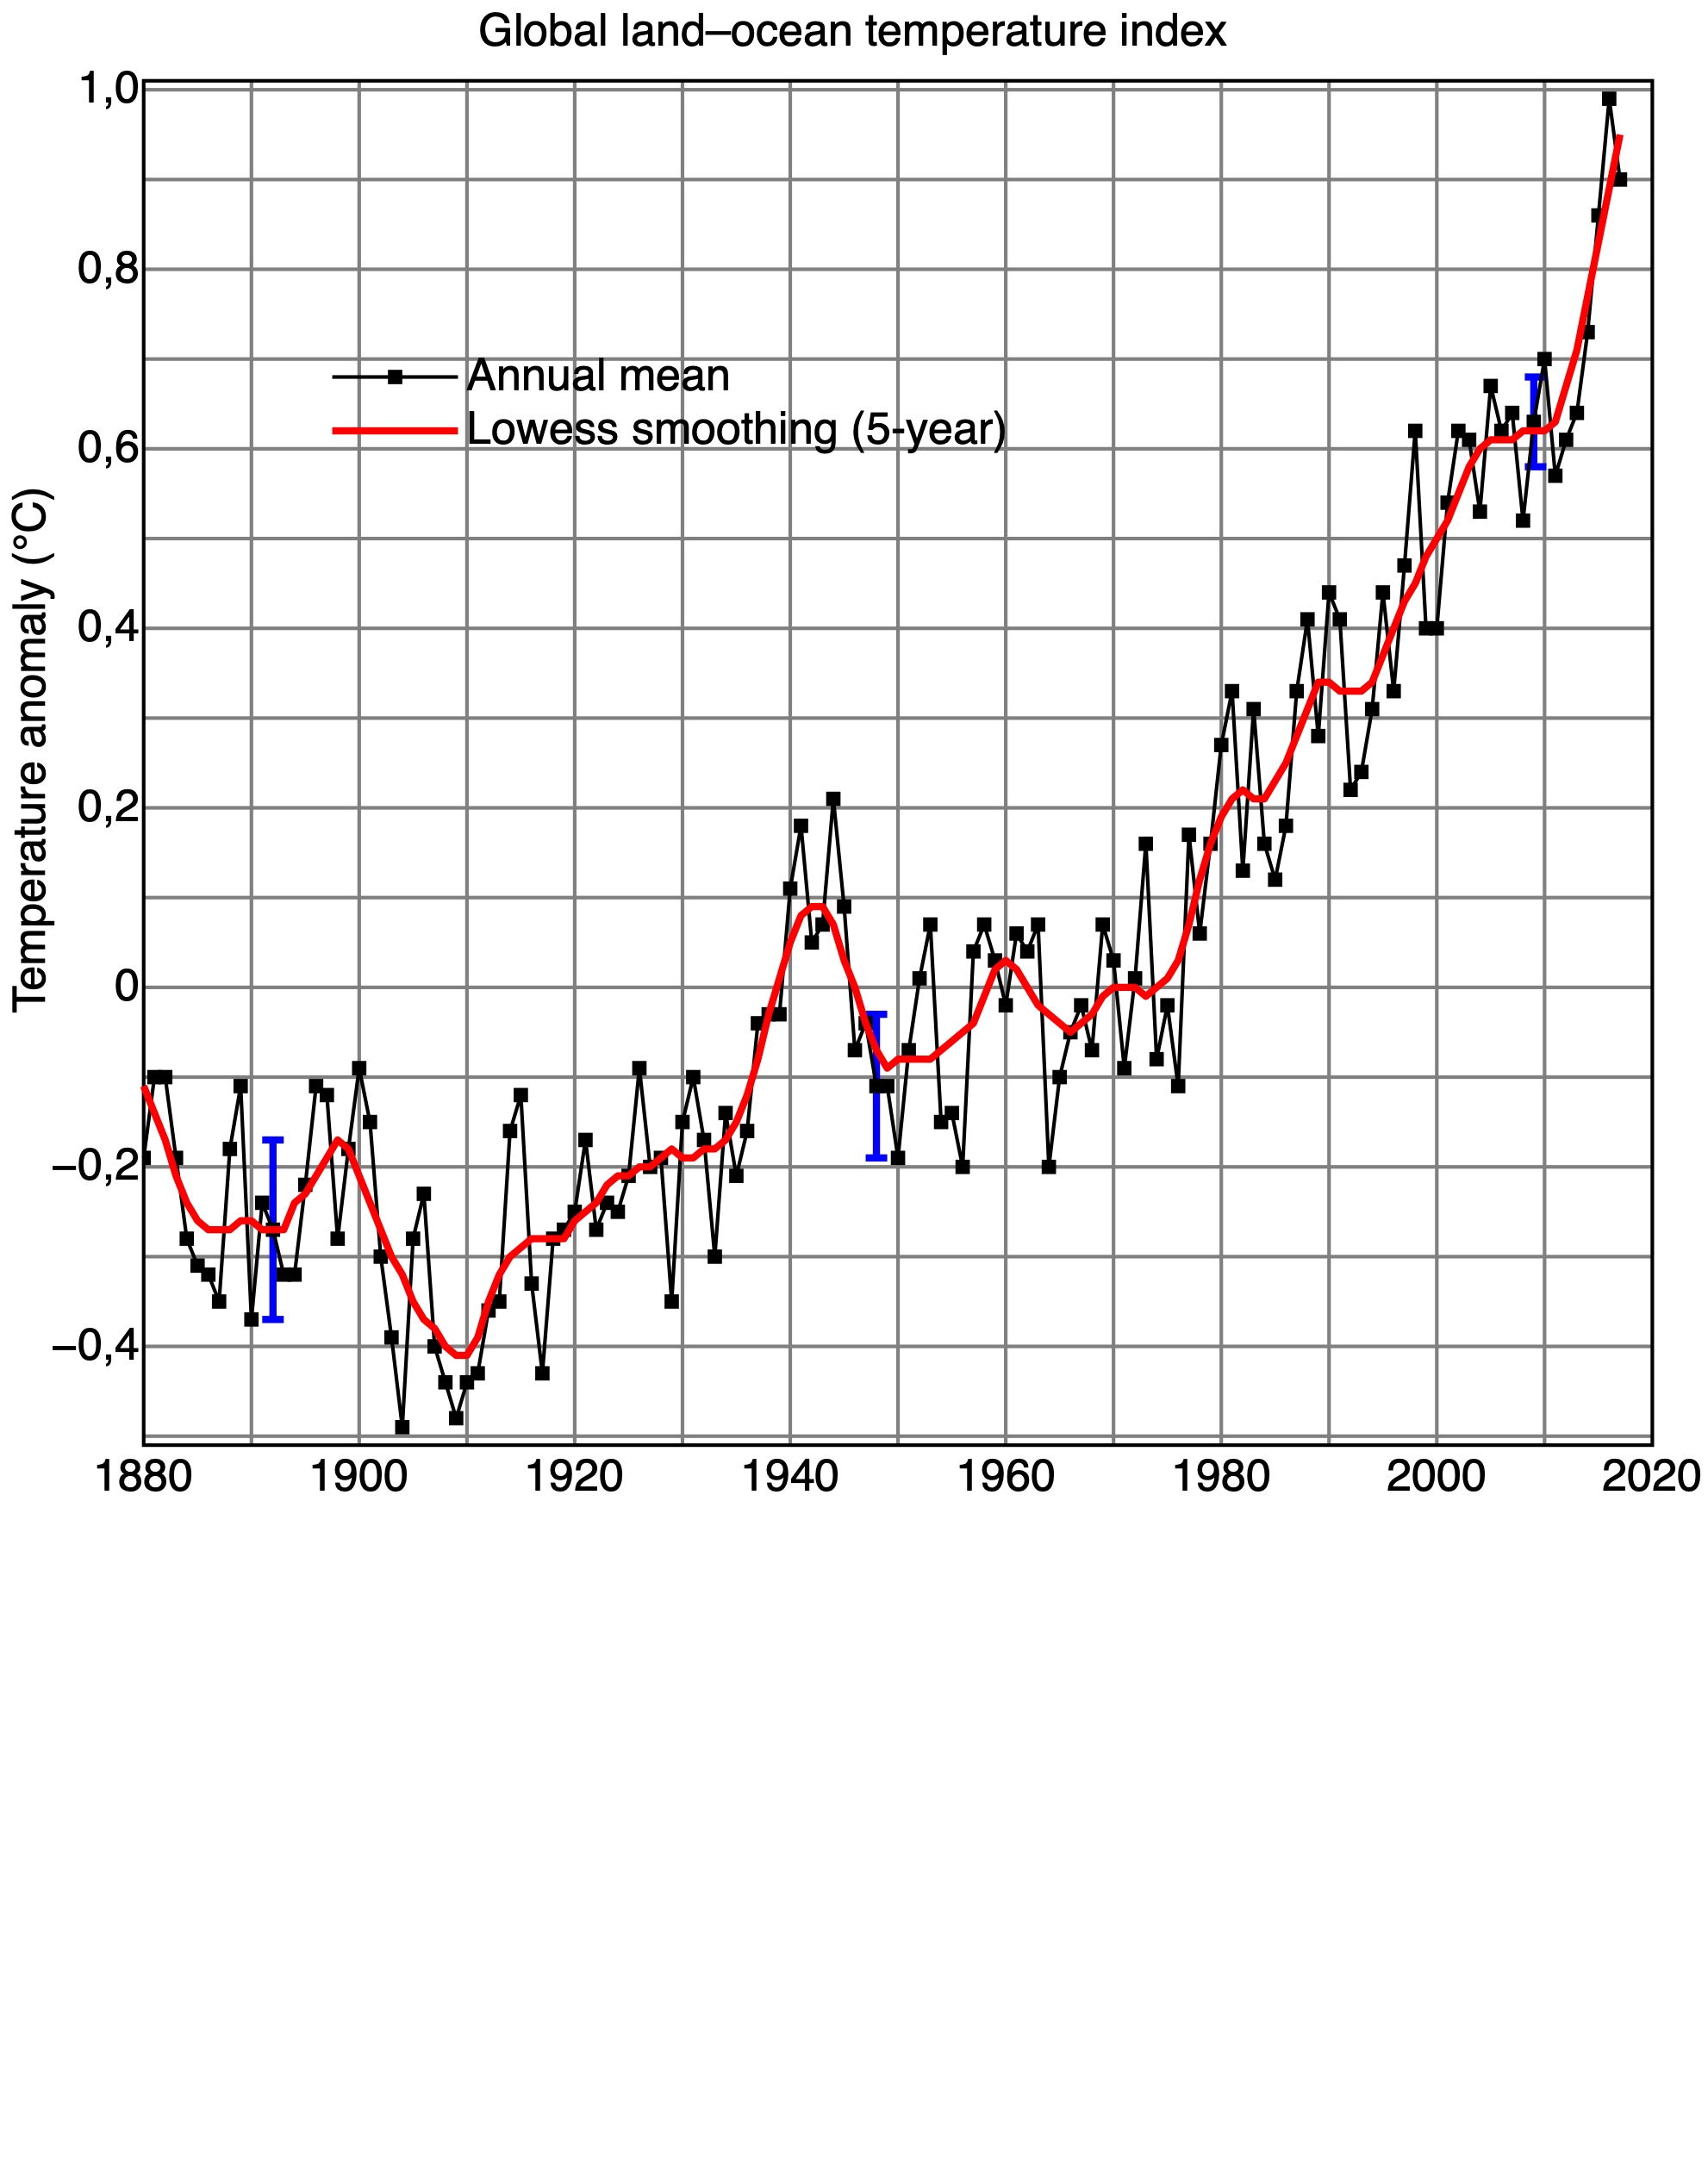 Global land–ocean temperature index
1,0
0,8
0,6
0,4
0,2
0
−0,2
−0,4
Temperature anomaly (°C)
Annual mean
Lowess smoothing (5-year)
1880 1900 1920 1940 1960 1980 2000 2020